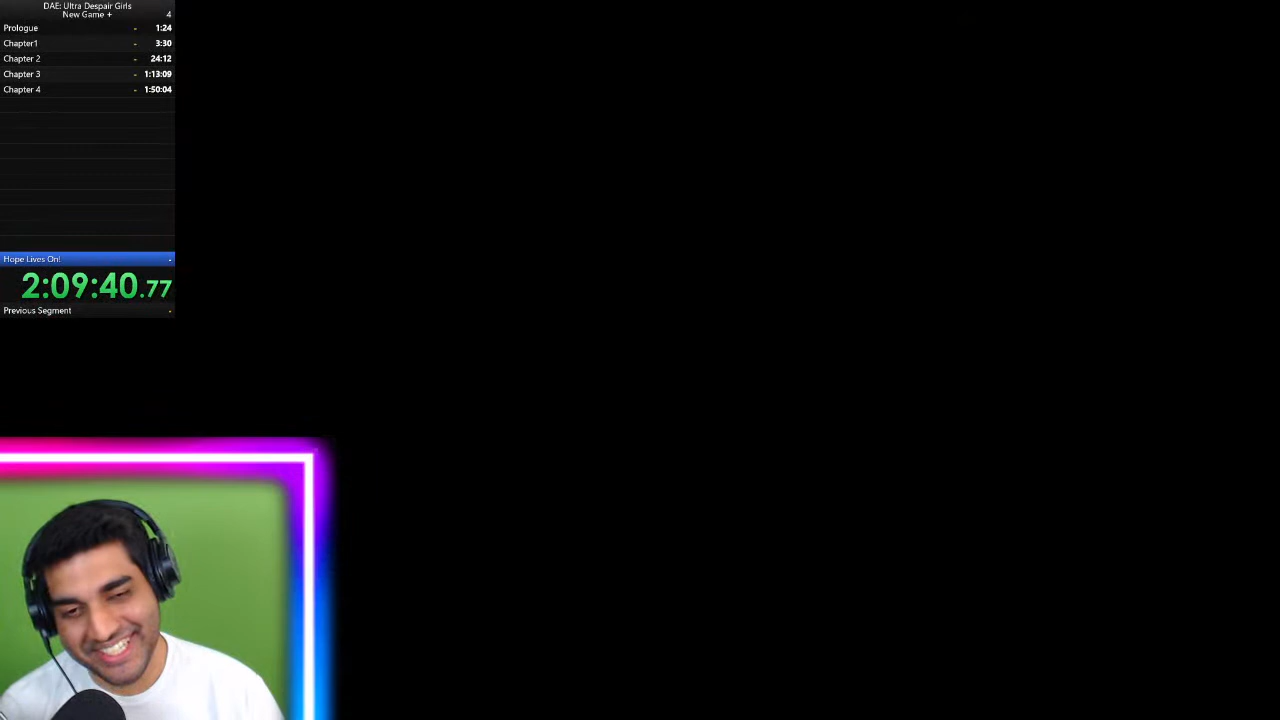 DAE: Ultra Despair Girls
New Game + 4
Prologue - 1:24
Chapter1 - 3:30
Chapter 2 - 24:12
Chapter 3 - 1:13:09
Chapter 4 - 1:50:04
Hope Lives On! -
2:09:40.77
Previous Segment -